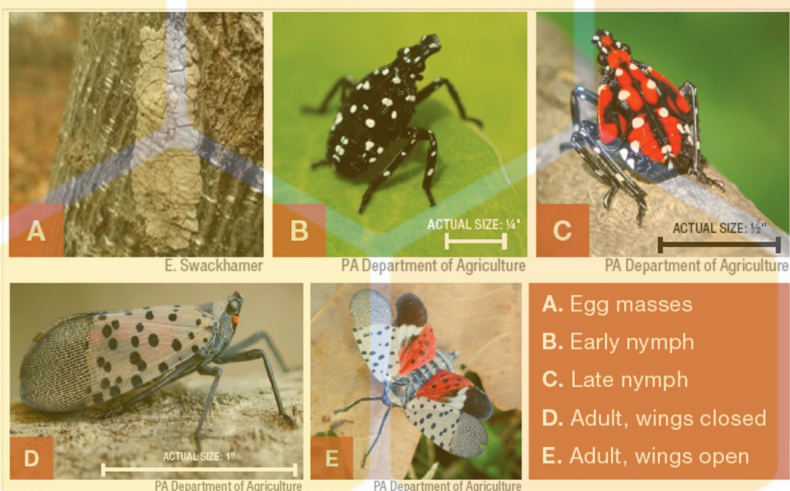 A
E. Swackhamer
B
ACTUAL SIZE: ¼"
PA Department of Agriculture
C
ACTUAL SIZE: ½"
PA Department of Agriculture
D
ACTUAL SIZE: 1"
PA Department of Agriculture
E
PA Department of Agriculture
A. Egg masses
B. Early nymph
C. Late nymph
D. Adult, wings closed
E. Adult, wings open